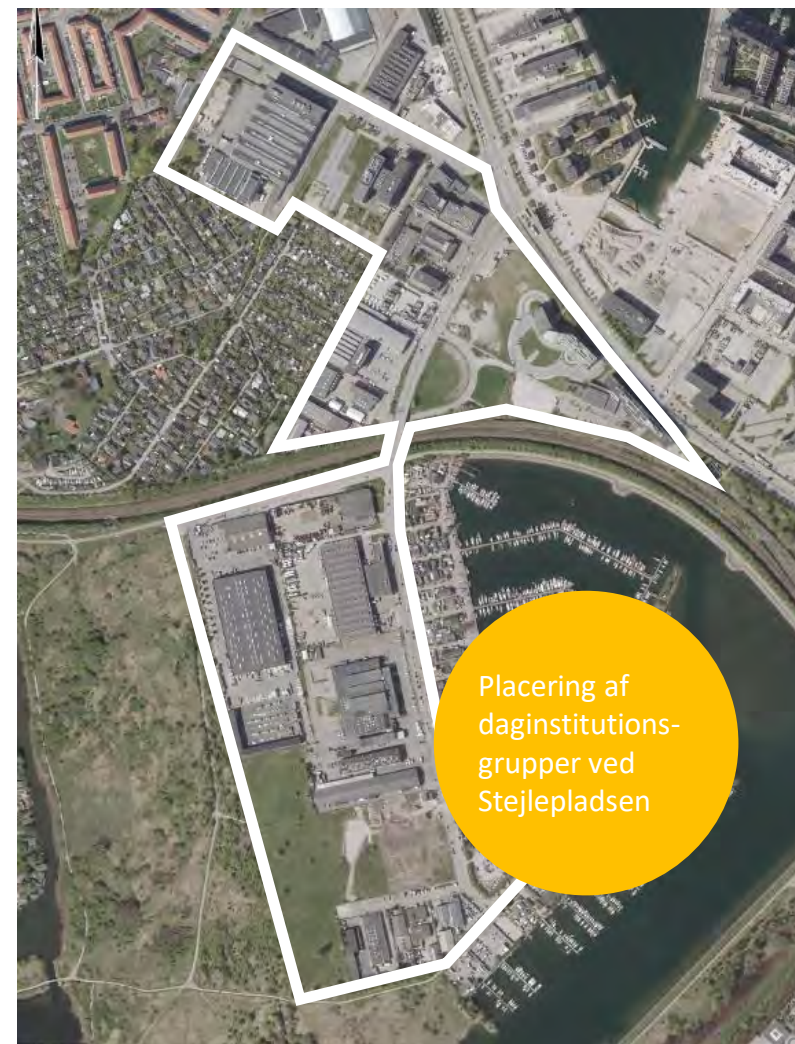 Placering af
daginstitutions-
grupper ved
Stejlepladsen